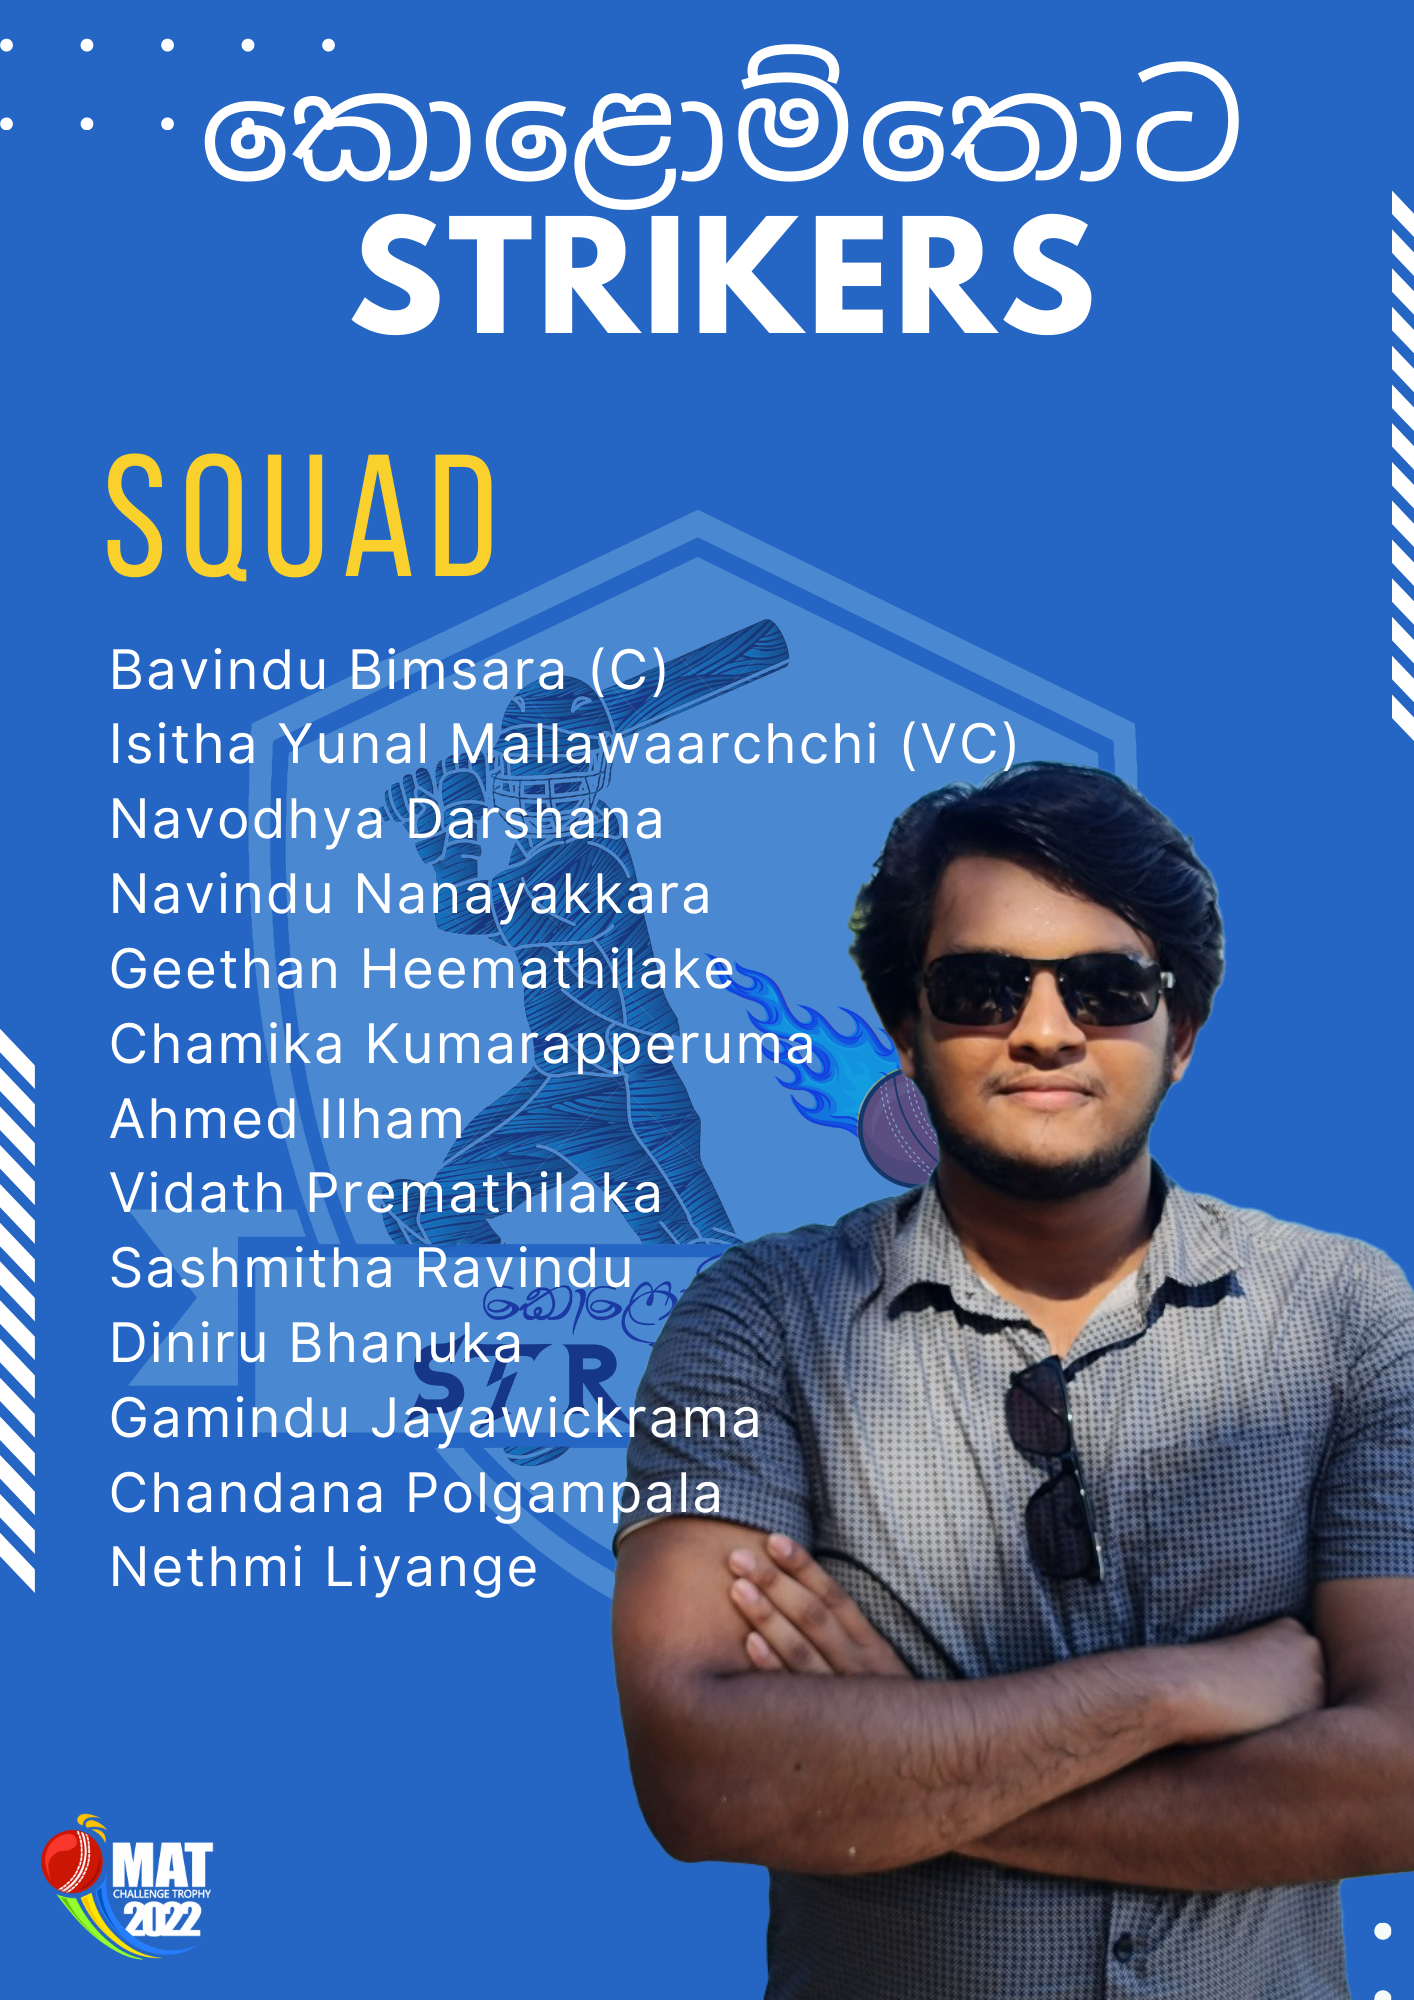 කොළොම්තොට
STRIKERS
SQUAD
Bavindu Bimsara (C)
Isitha Yunal Mallawaarchchi (VC)
Navodhya Darshana
Navindu Nanayakkara
Geethan Heemathilake
Chamika Kumarapperuma
Ahmed Ilham
Vidath Premathilaka
Sashmitha Ravindu
Diniru Bhanuka
Gamindu Jayawickrama
Chandana Polgampala
Nethmi Liyange
කොළො
STR
MAT
CHALLENGE TROPHY
2022